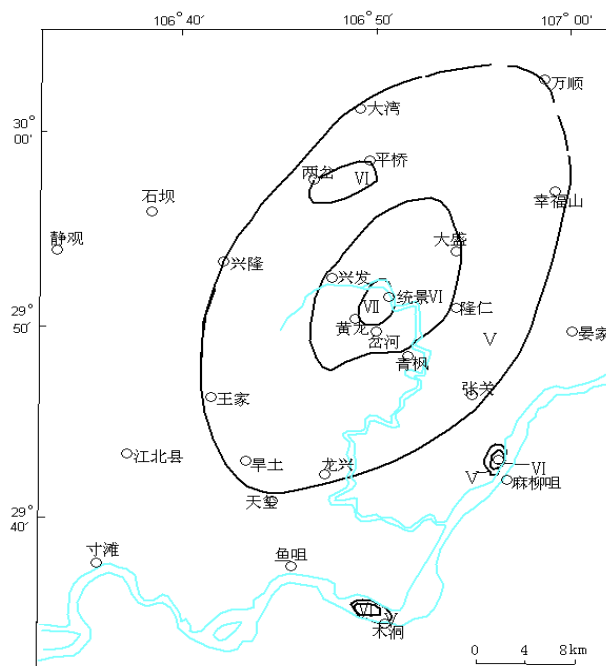 106°40′
106°50′
107°00′
万顺
大湾
30°
00′
平桥
两岔
Ⅵ
石坝
幸福山
静观
大盛
兴隆
兴发
统景Ⅵ
Ⅶ
隆仁
29°
50′
黄龙
岔河
Ⅴ
晏家
青枫
张关
王家
江北县
旱土
龙兴
Ⅵ
Ⅴ
麻柳咀
天玺
29°
40′
寸滩
鱼咀
Ⅵ
Ⅴ
木洞
0 4 8km